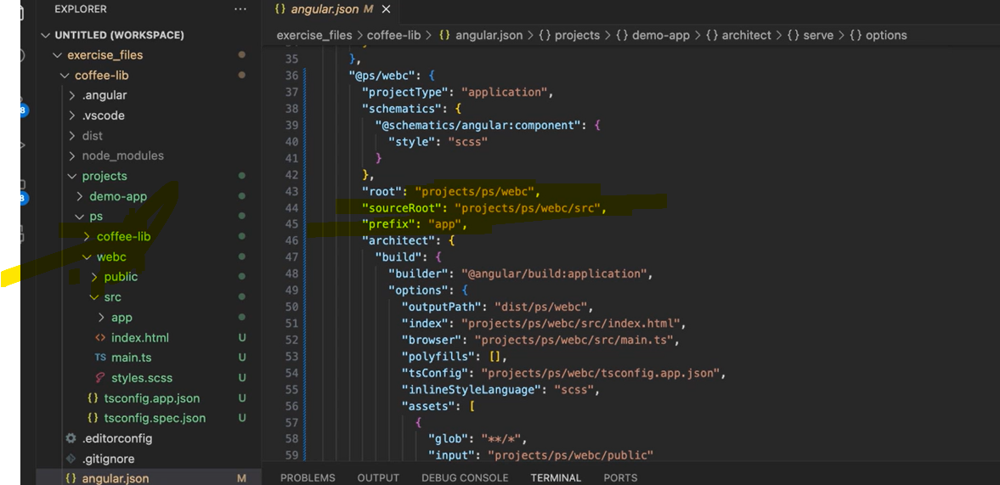 EXPLORER
···
UNTITLED (WORKSPACE)
exercise_files
coffee-lib
.angular
.vscode
dist
node_modules
projects
demo-app
ps
coffee-lib
webc
public
src
app
<> index.html U
TS main.ts U
styles.scss U
{} tsconfig.app.json U
{} tsconfig.spec.json U
.editorconfig
.gitignore
{} angular.json M
{} angular.json M ×
exercise_files > coffee-lib > {} angular.json > {} projects > {} demo-app > {} architect > {} serve > {} options
35 },
36 "@ps/webc": {
37 "projectType": "application",
38 "schematics": {
39 "@schematics/angular:component": {
40 "style": "scss"
41 }
42 },
43 "root": "projects/ps/webc",
44 "sourceRoot": "projects/ps/webc/src",
45 "prefix": "app",
46 "architect": {
47 "build": {
48 "builder": "@angular/build:application",
49 "options": {
50 "outputPath": "dist/ps/webc",
51 "index": "projects/ps/webc/src/index.html",
52 "browser": "projects/ps/webc/src/main.ts",
53 "polyfills": [],
54 "tsConfig": "projects/ps/webc/tsconfig.app.json",
55 "inlineStyleLanguage": "scss",
56 "assets": [
57 {
58 "glob": "**/*",
59 "input": "projects/ps/webc/public"
PROBLEMS OUTPUT DEBUG CONSOLE TERMINAL PORTS